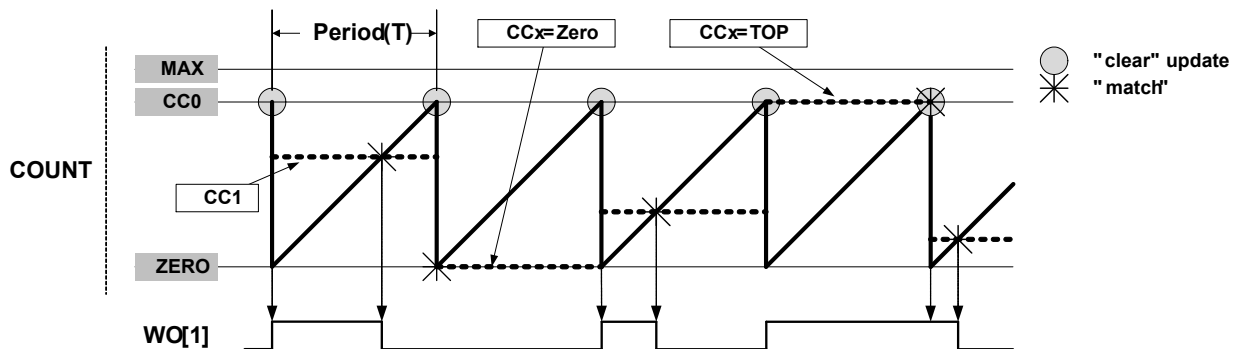 Period(T)
CCx=Zero
CCx=TOP
"clear" update
"match"
MAX
CC0
COUNT
CC1
ZERO
WO[1]